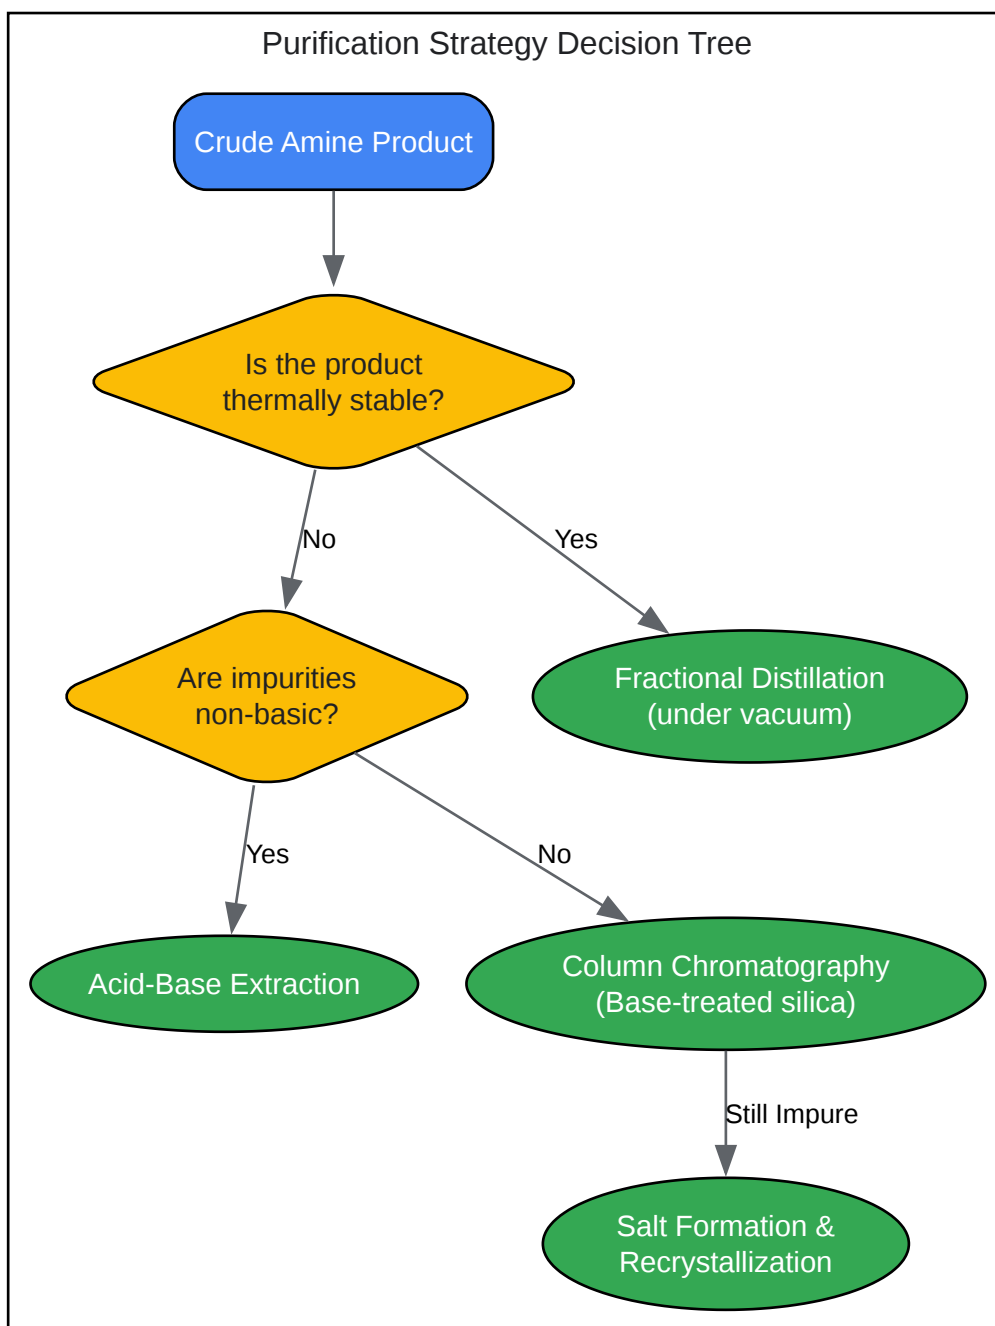 Purification Strategy Decision Tree
Crude Amine Product
Is the product
thermally stable?
No
Yes
Are impurities
non-basic?
Fractional Distillation
(under vacuum)
Yes
No
Acid-Base Extraction
Column Chromatography
(Base-treated silica)
Still Impure
Salt Formation &
Recrystallization